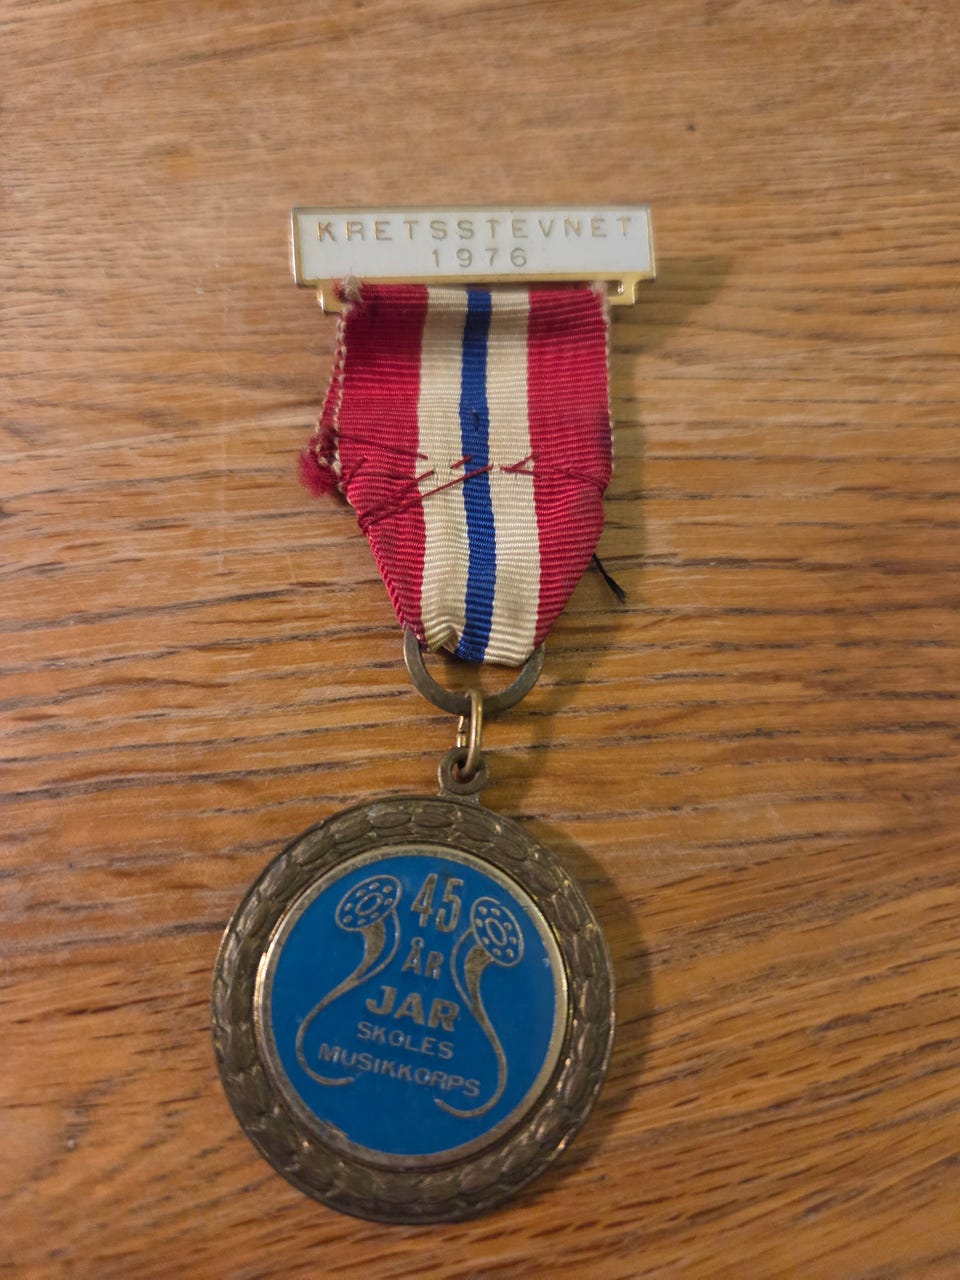 KRETSSTEVNET
1976
45
ÅR
JAR
SKOLES
MUSIKKORPS